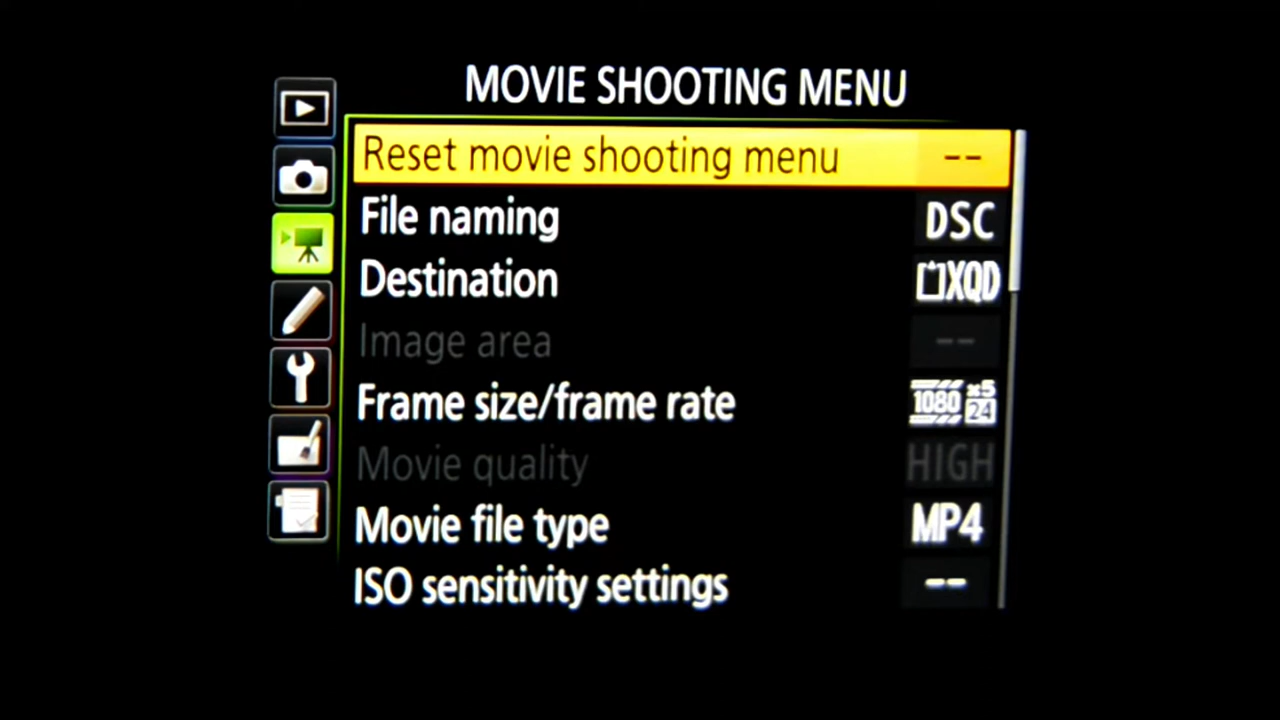 MOVIE SHOOTING MENU
Reset movie shooting menu --
File naming DSC
Destination XQD
Image area --
Frame size/frame rate 1080 x5 24
Movie quality HIGH
Movie file type MP4
ISO sensitivity settings --